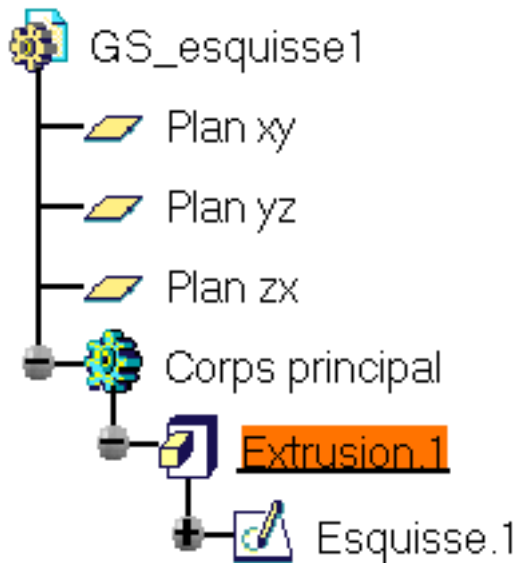 GS_esquisse1
Plan xy
Plan yz
Plan zx
Corps principal
Extrusion.1
Esquisse.1